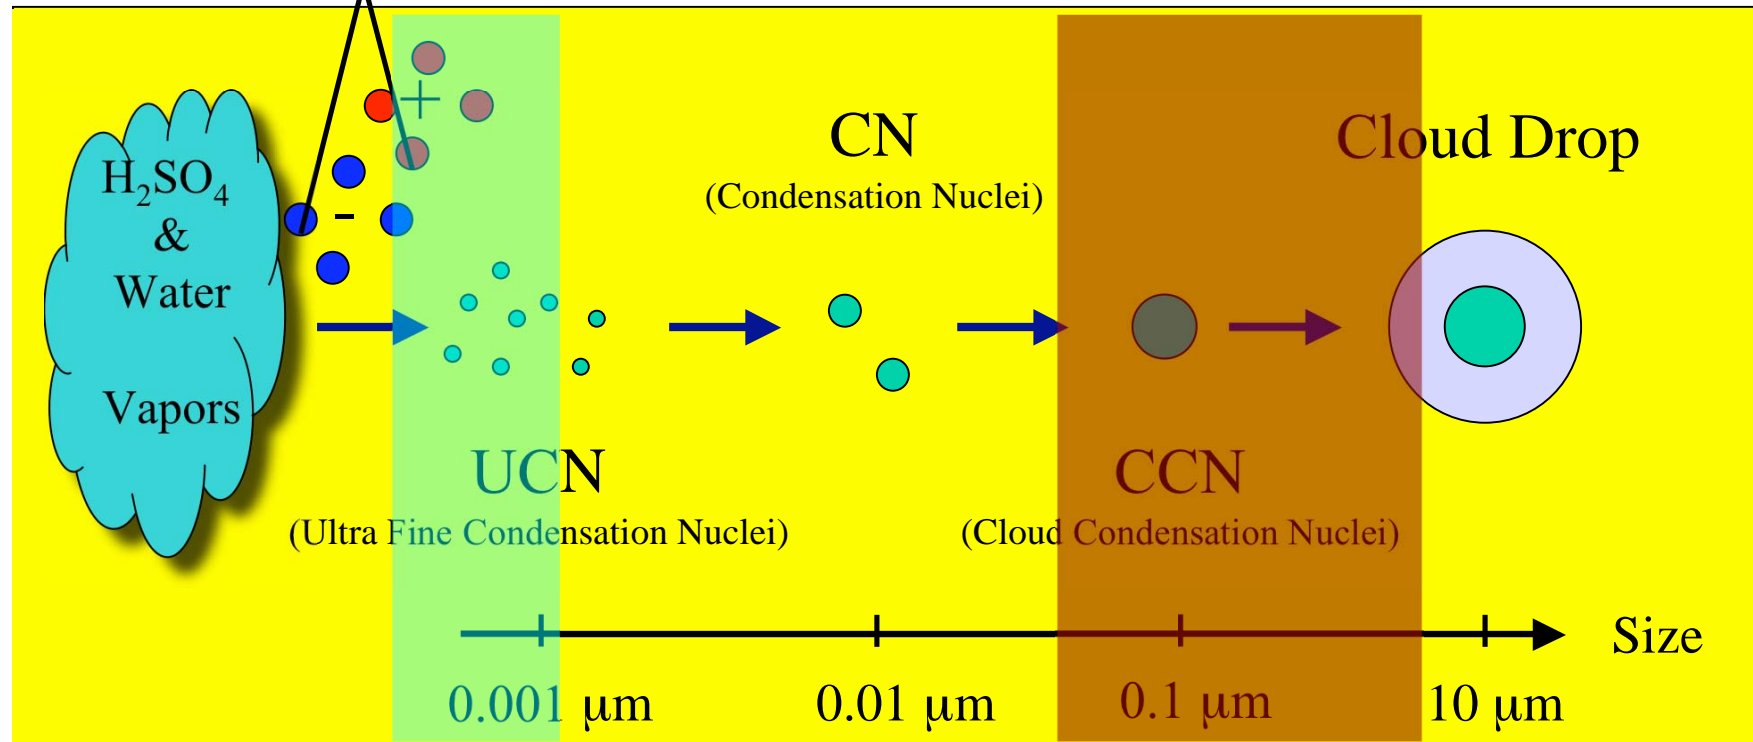 H₂SO₄
&
Water
Vapors
+
-
UCN
(Ultra Fine Condensation Nuclei)
CN
(Condensation Nuclei)
CCN
(Cloud Condensation Nuclei)
Cloud Drop
0.001 μm
0.01 μm
0.1 μm
10 μm
Size